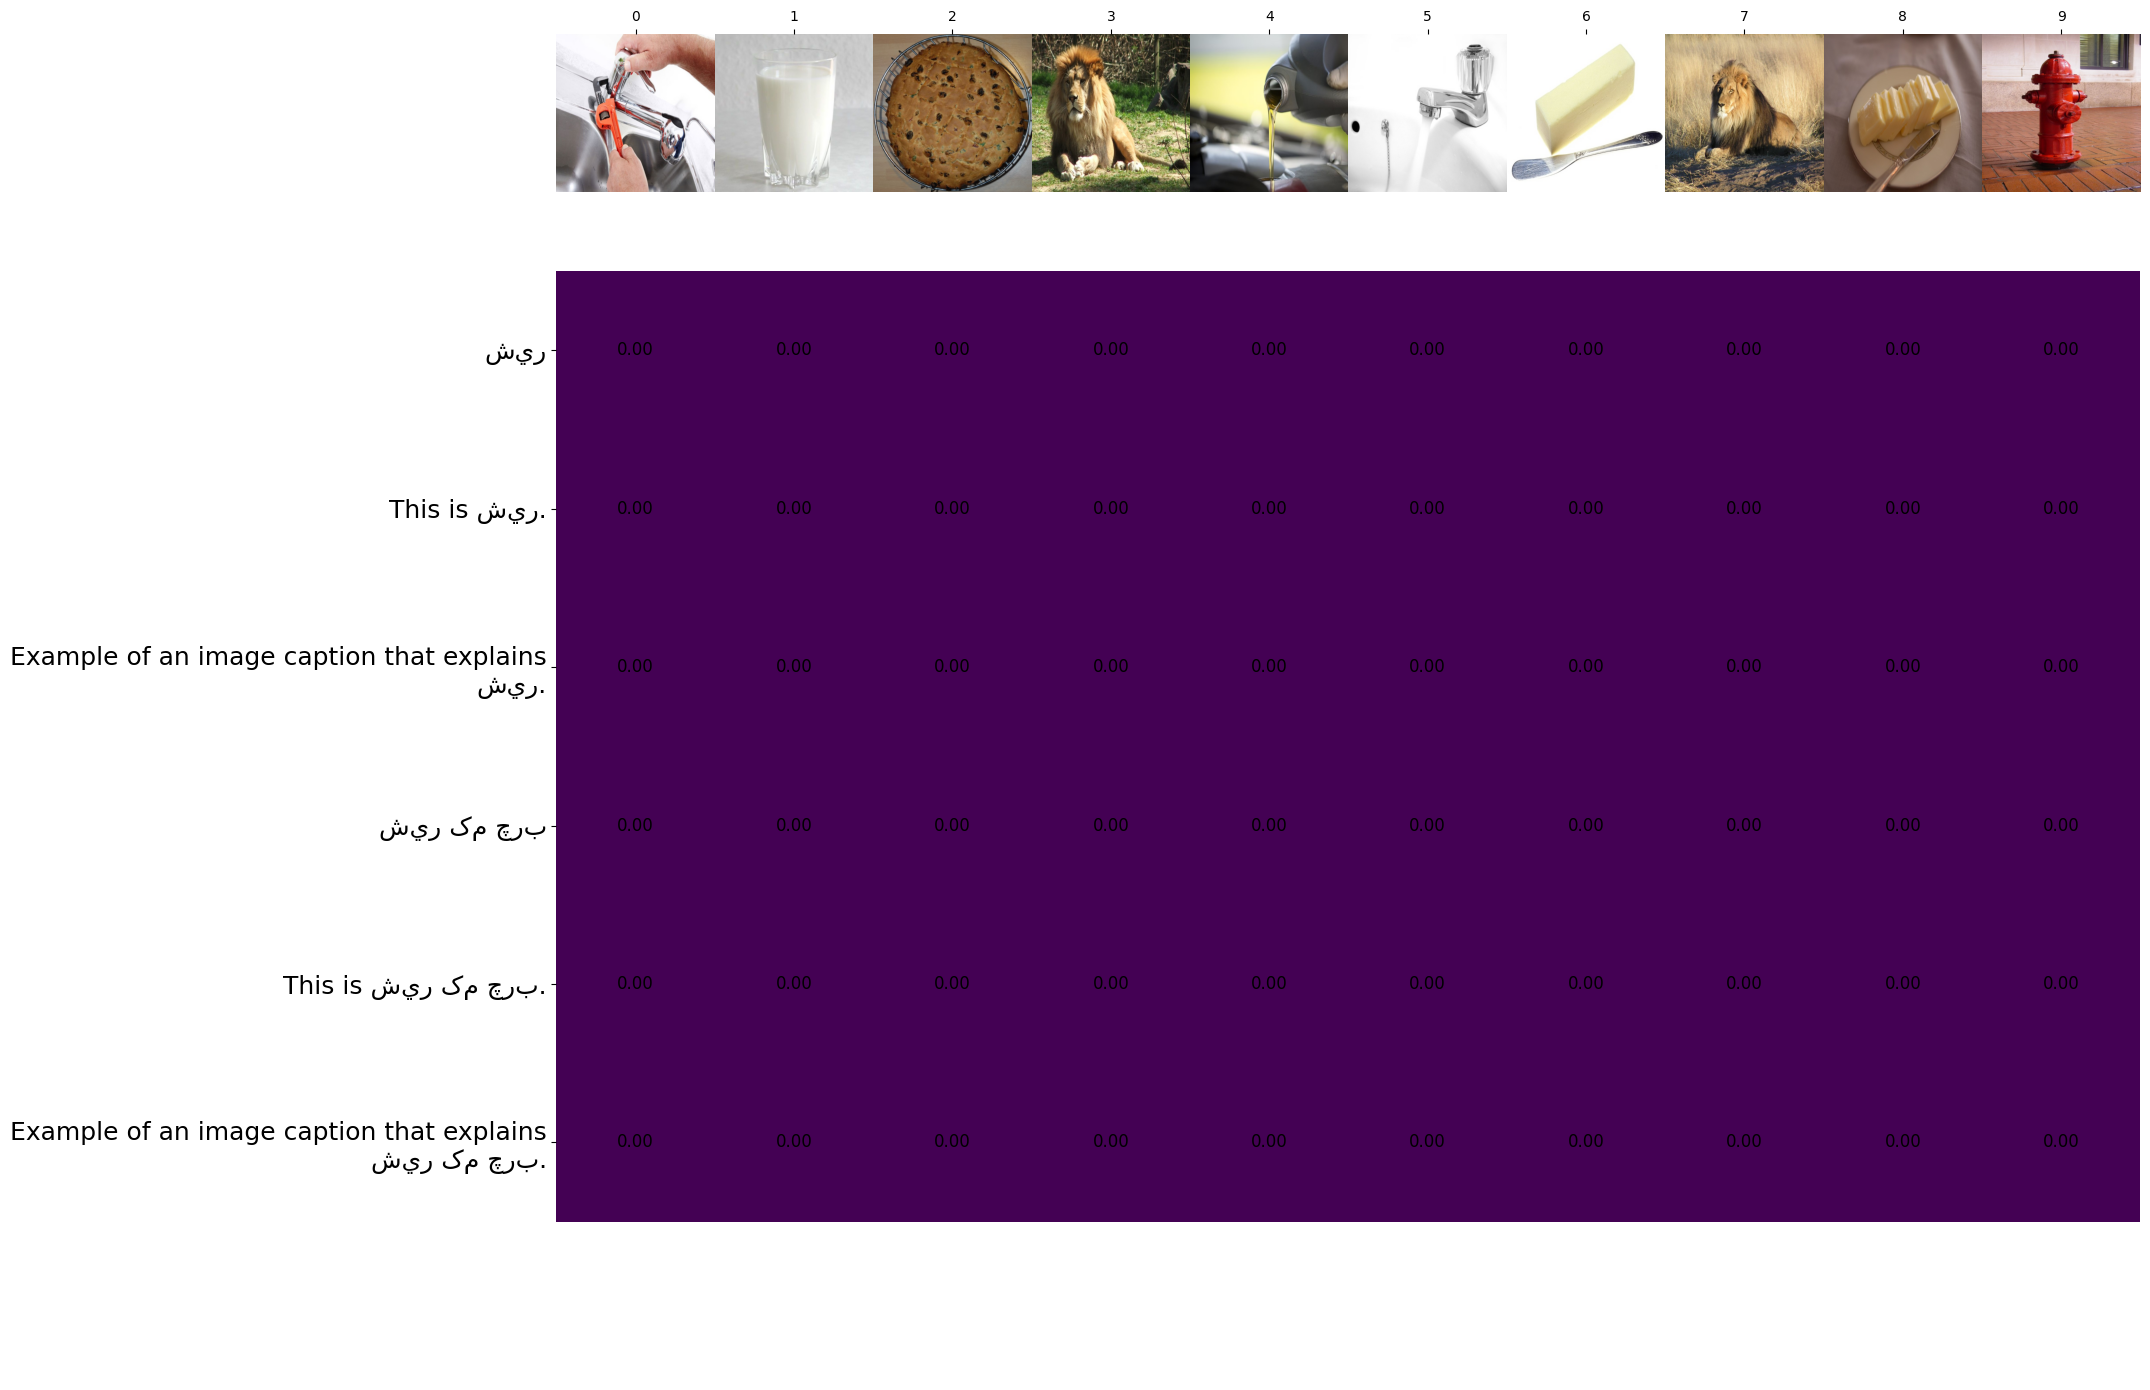 0 1 2 3 4 5 6 7 8 9
شیر 0.00 0.00 0.00 0.00 0.00 0.00 0.00 0.00 0.00 0.00
This is شیر. 0.00 0.00 0.00 0.00 0.00 0.00 0.00 0.00 0.00 0.00
Example of an image caption that explains
شیر. 0.00 0.00 0.00 0.00 0.00 0.00 0.00 0.00 0.00 0.00
شیر کم چرب 0.00 0.00 0.00 0.00 0.00 0.00 0.00 0.00 0.00 0.00
This is شیر کم چرب. 0.00 0.00 0.00 0.00 0.00 0.00 0.00 0.00 0.00 0.00
Example of an image caption that explains
شیر کم چرب. 0.00 0.00 0.00 0.00 0.00 0.00 0.00 0.00 0.00 0.00